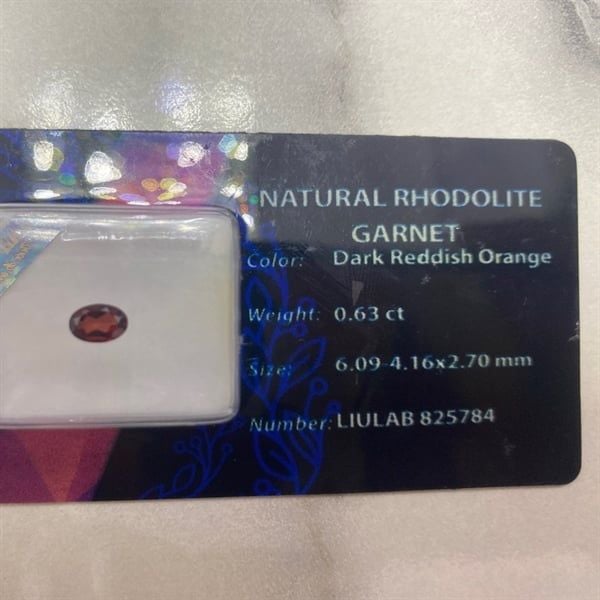 NATURAL RHODOLITE
GARNET
Color: Dark Reddish Orange
Weight: 0.63 ct
Size: 6.09-4.16x2.70 mm
Number: LIULAB 825784